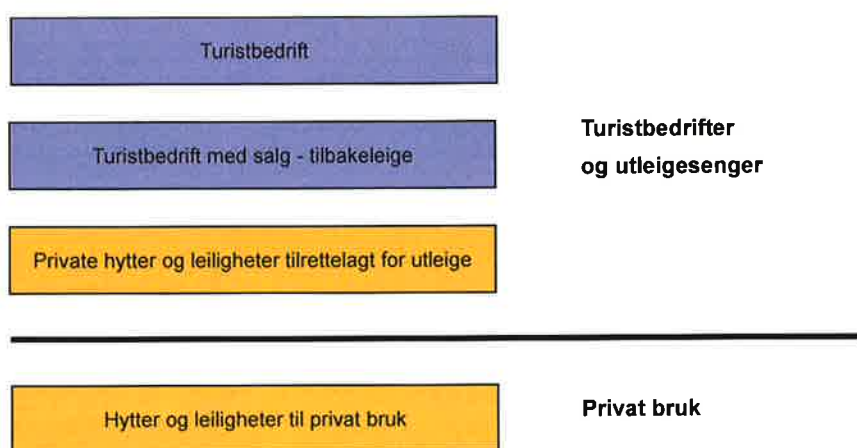 Turistbedrift
Turistbedrift med salg - tilbakeleige
Turistbedrifter
og utleigesenger
Private hytter og leiligheter tilrettelagt for utleige
Hytter og leiligheter til privat bruk
Privat bruk